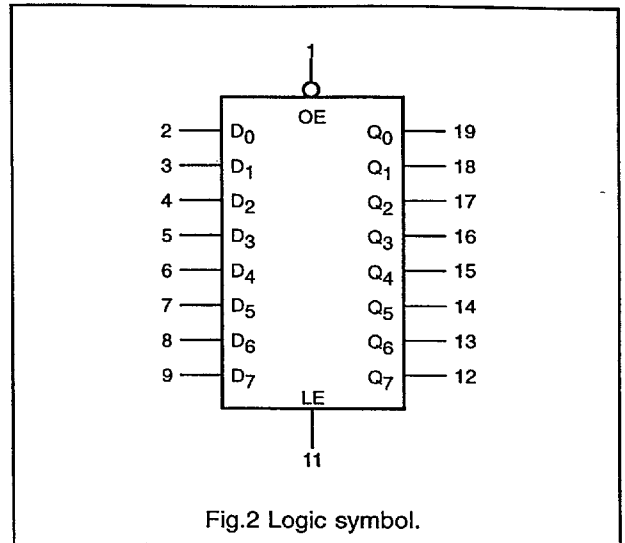 1
OE
2 D0 Q0 19
3 D1 Q1 18
4 D2 Q2 17
5 D3 Q3 16
6 D4 Q4 15
7 D5 Q5 14
8 D6 Q6 13
9 D7 Q7 12
LE
11
Fig.2 Logic symbol.